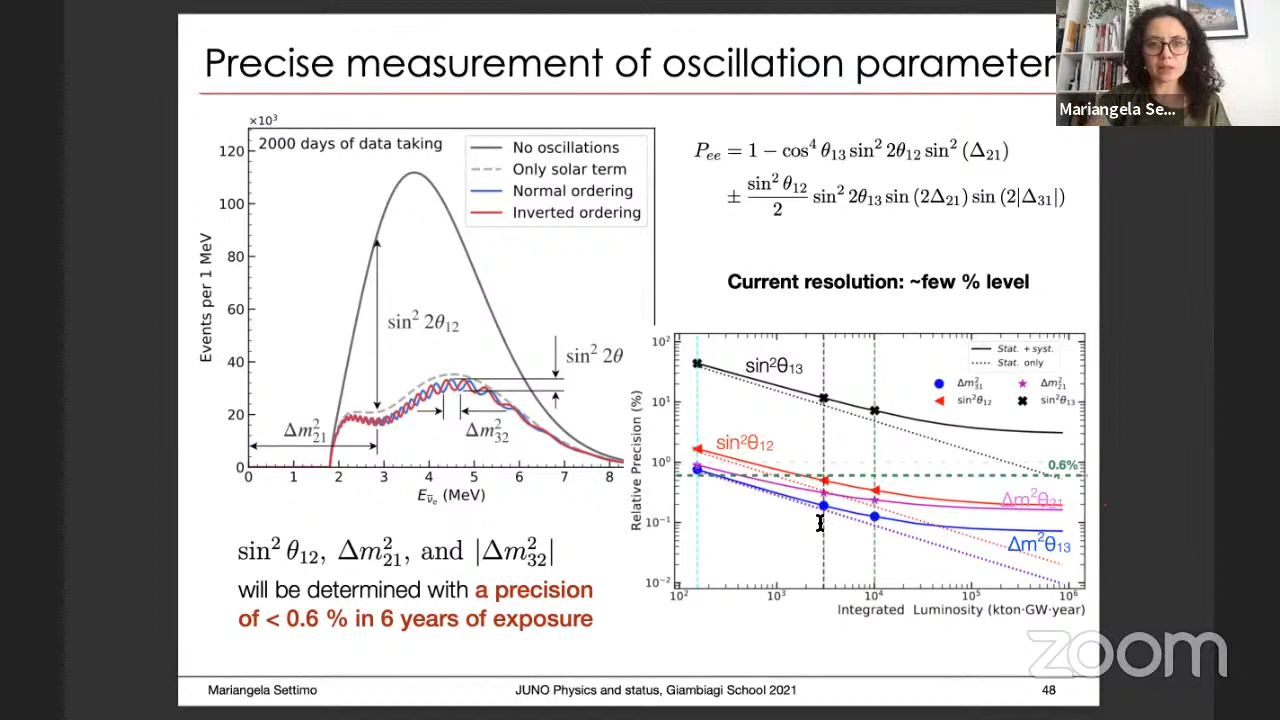 Precise measurement of oscillation parameter
Mariangela Se...
×10³
2000 days of data taking
No oscillations
Only solar term
Normal ordering
Inverted ordering
Events per 1 MeV
120
100
80
60
40
20
0
sin² 2θ₁₂
sin² 2θ
Δm²₂₁
Δm²₃₂
0 1 2 3 4 5 6 7 8
E_ν̄ₑ (MeV)
P_ee = 1 − cos⁴ θ₁₃ sin² 2θ₁₂ sin² (Δ₂₁)
± sin² θ₁₂/2 sin² 2θ₁₃ sin (2Δ₂₁) sin (2|Δ₃₁|)
Current resolution: ~few % level
Relative Precision (%)
10²
10¹
10⁰
10⁻¹
10⁻²
Stat. + syst.
Stat. only
Δm²₃₁ Δm²₂₁
sin²θ₁₂ sin²θ₁₃
sin²θ₁₃
sin²θ₁₂
0.6%
Δm²θ₂₁
Δm²θ₁₃
10² 10³ 10⁴ 10⁵ 10⁶
Integrated Luminosity (kton·GW·year)
sin² θ₁₂, Δm²₂₁, and |Δm²₃₂|
will be determined with a precision
of < 0.6 % in 6 years of exposure
zoom
Mariangela Settimo JUNO Physics and status, Giambiagi School 2021 48